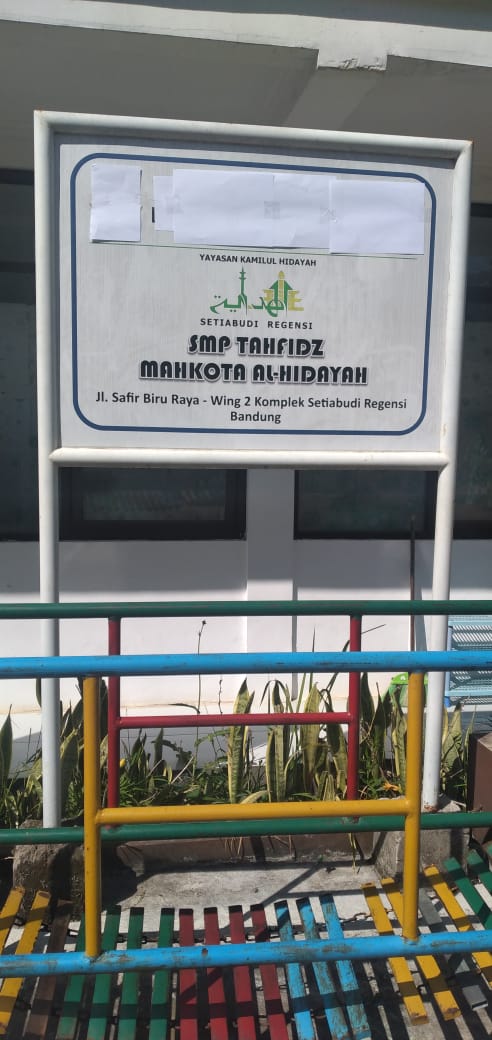 YAYASAN KAMILUL HIDAYAH
الهداية
SETIABUDI REGENSI
SMP TAHFIDZ
MAHKOTA AL-HIDAYAH
Jl. Safir Biru Raya - Wing 2 Komplek Setiabudi Regensi
Bandung